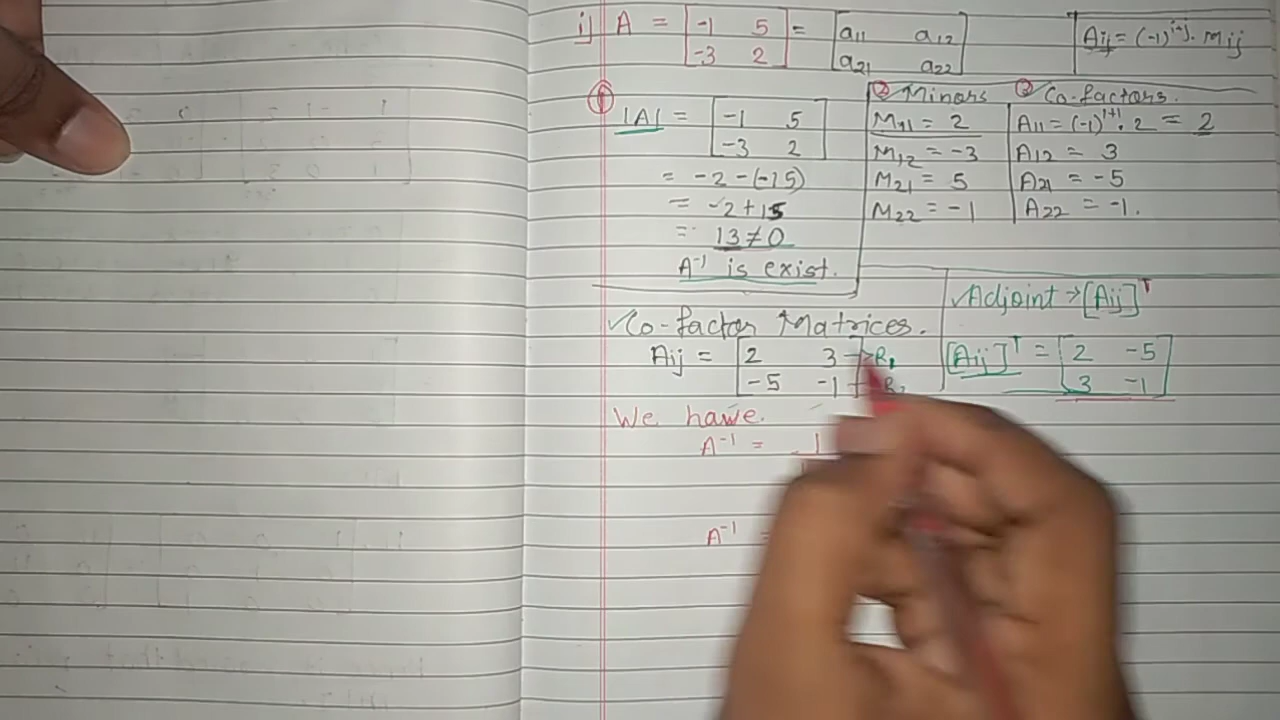 i) A = [-1 5 = [a11 a12]
-3 2] a21 a22]
Aij = (-1)^i+j. Mij
① |A| = |-1 5|
|-3 2|
= -2-(-15)
= -2+15
= 13≠0
A^-1 is exist.
② Minors
M11 = 2
M12 = -3
M21 = 5
M22 = -1
③ Co-factors.
A11 = (-1)^1+1. 2 = 2
A12 = 3
A21 = -5
A22 = -1.
Co-factor Matrices.
Aij = [2 3] → R1
[-5 -1]
Adjoint → [Aij]^T
[Aij]^T = [2 -5]
[3 -1]
We have.
A^-1 = 1
A^-1 =